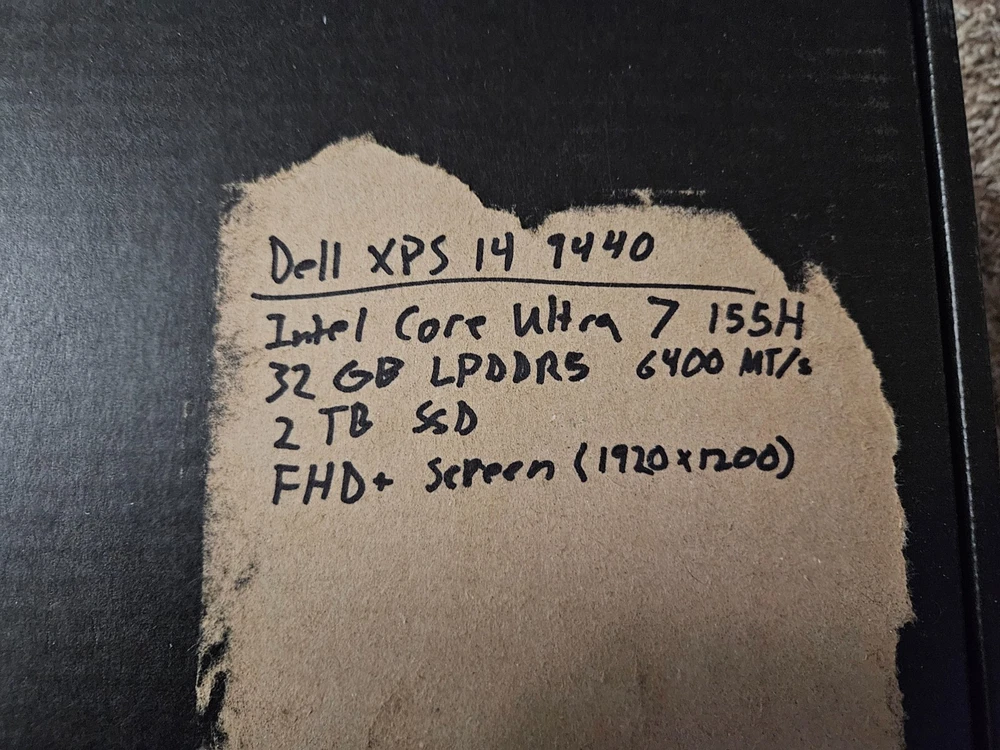 Dell XPS 14 9440
Intel Core Ultra 7 155H
32 GB LPDDR5 6400 MT/s
2 TB SSD
FHD+ Screen (1920x1200)